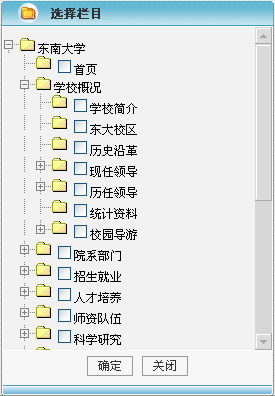 选择栏目
东南大学
首页
学校概况
学校简介
东大校区
历史沿革
现任领导
历任领导
统计资料
校园导游
院系部门
招生就业
人才培养
师资队伍
科学研究
确定 关闭